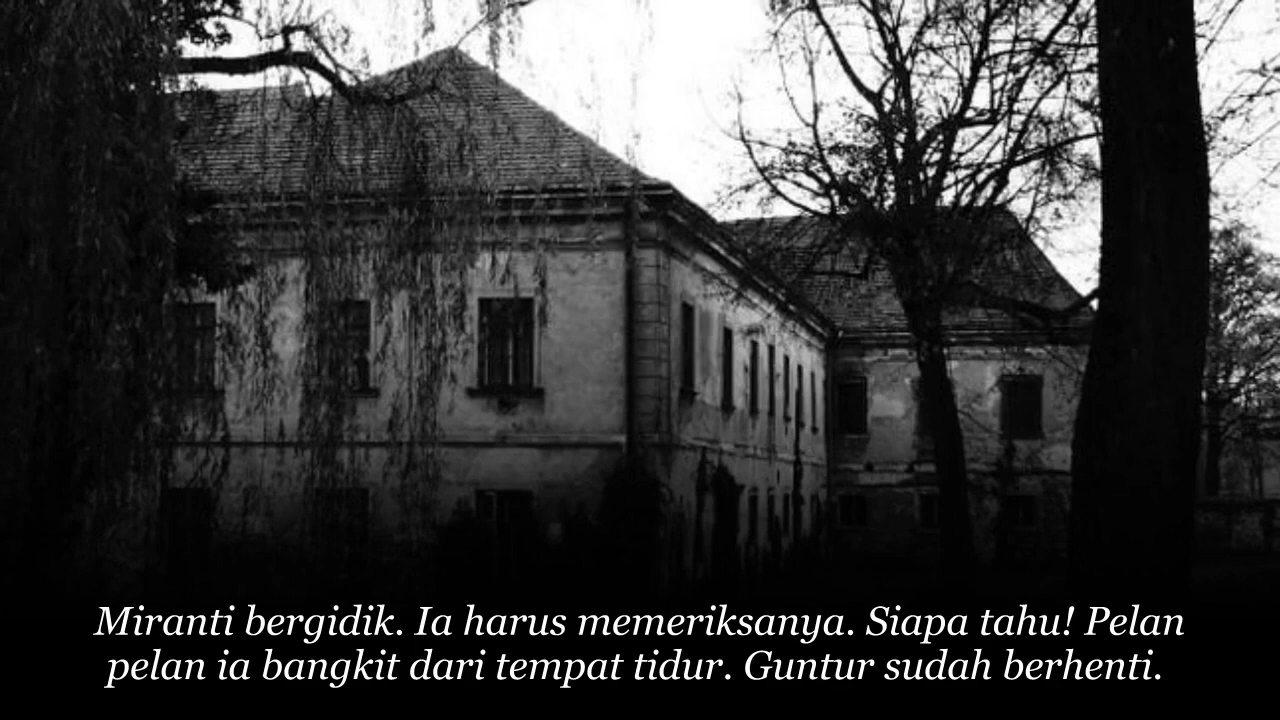 Miranti bergidik. Ia harus memeriksanya. Siapa tahu! Pelan
pelan ia bangkit dari tempat tidur. Guntur sudah berhenti.